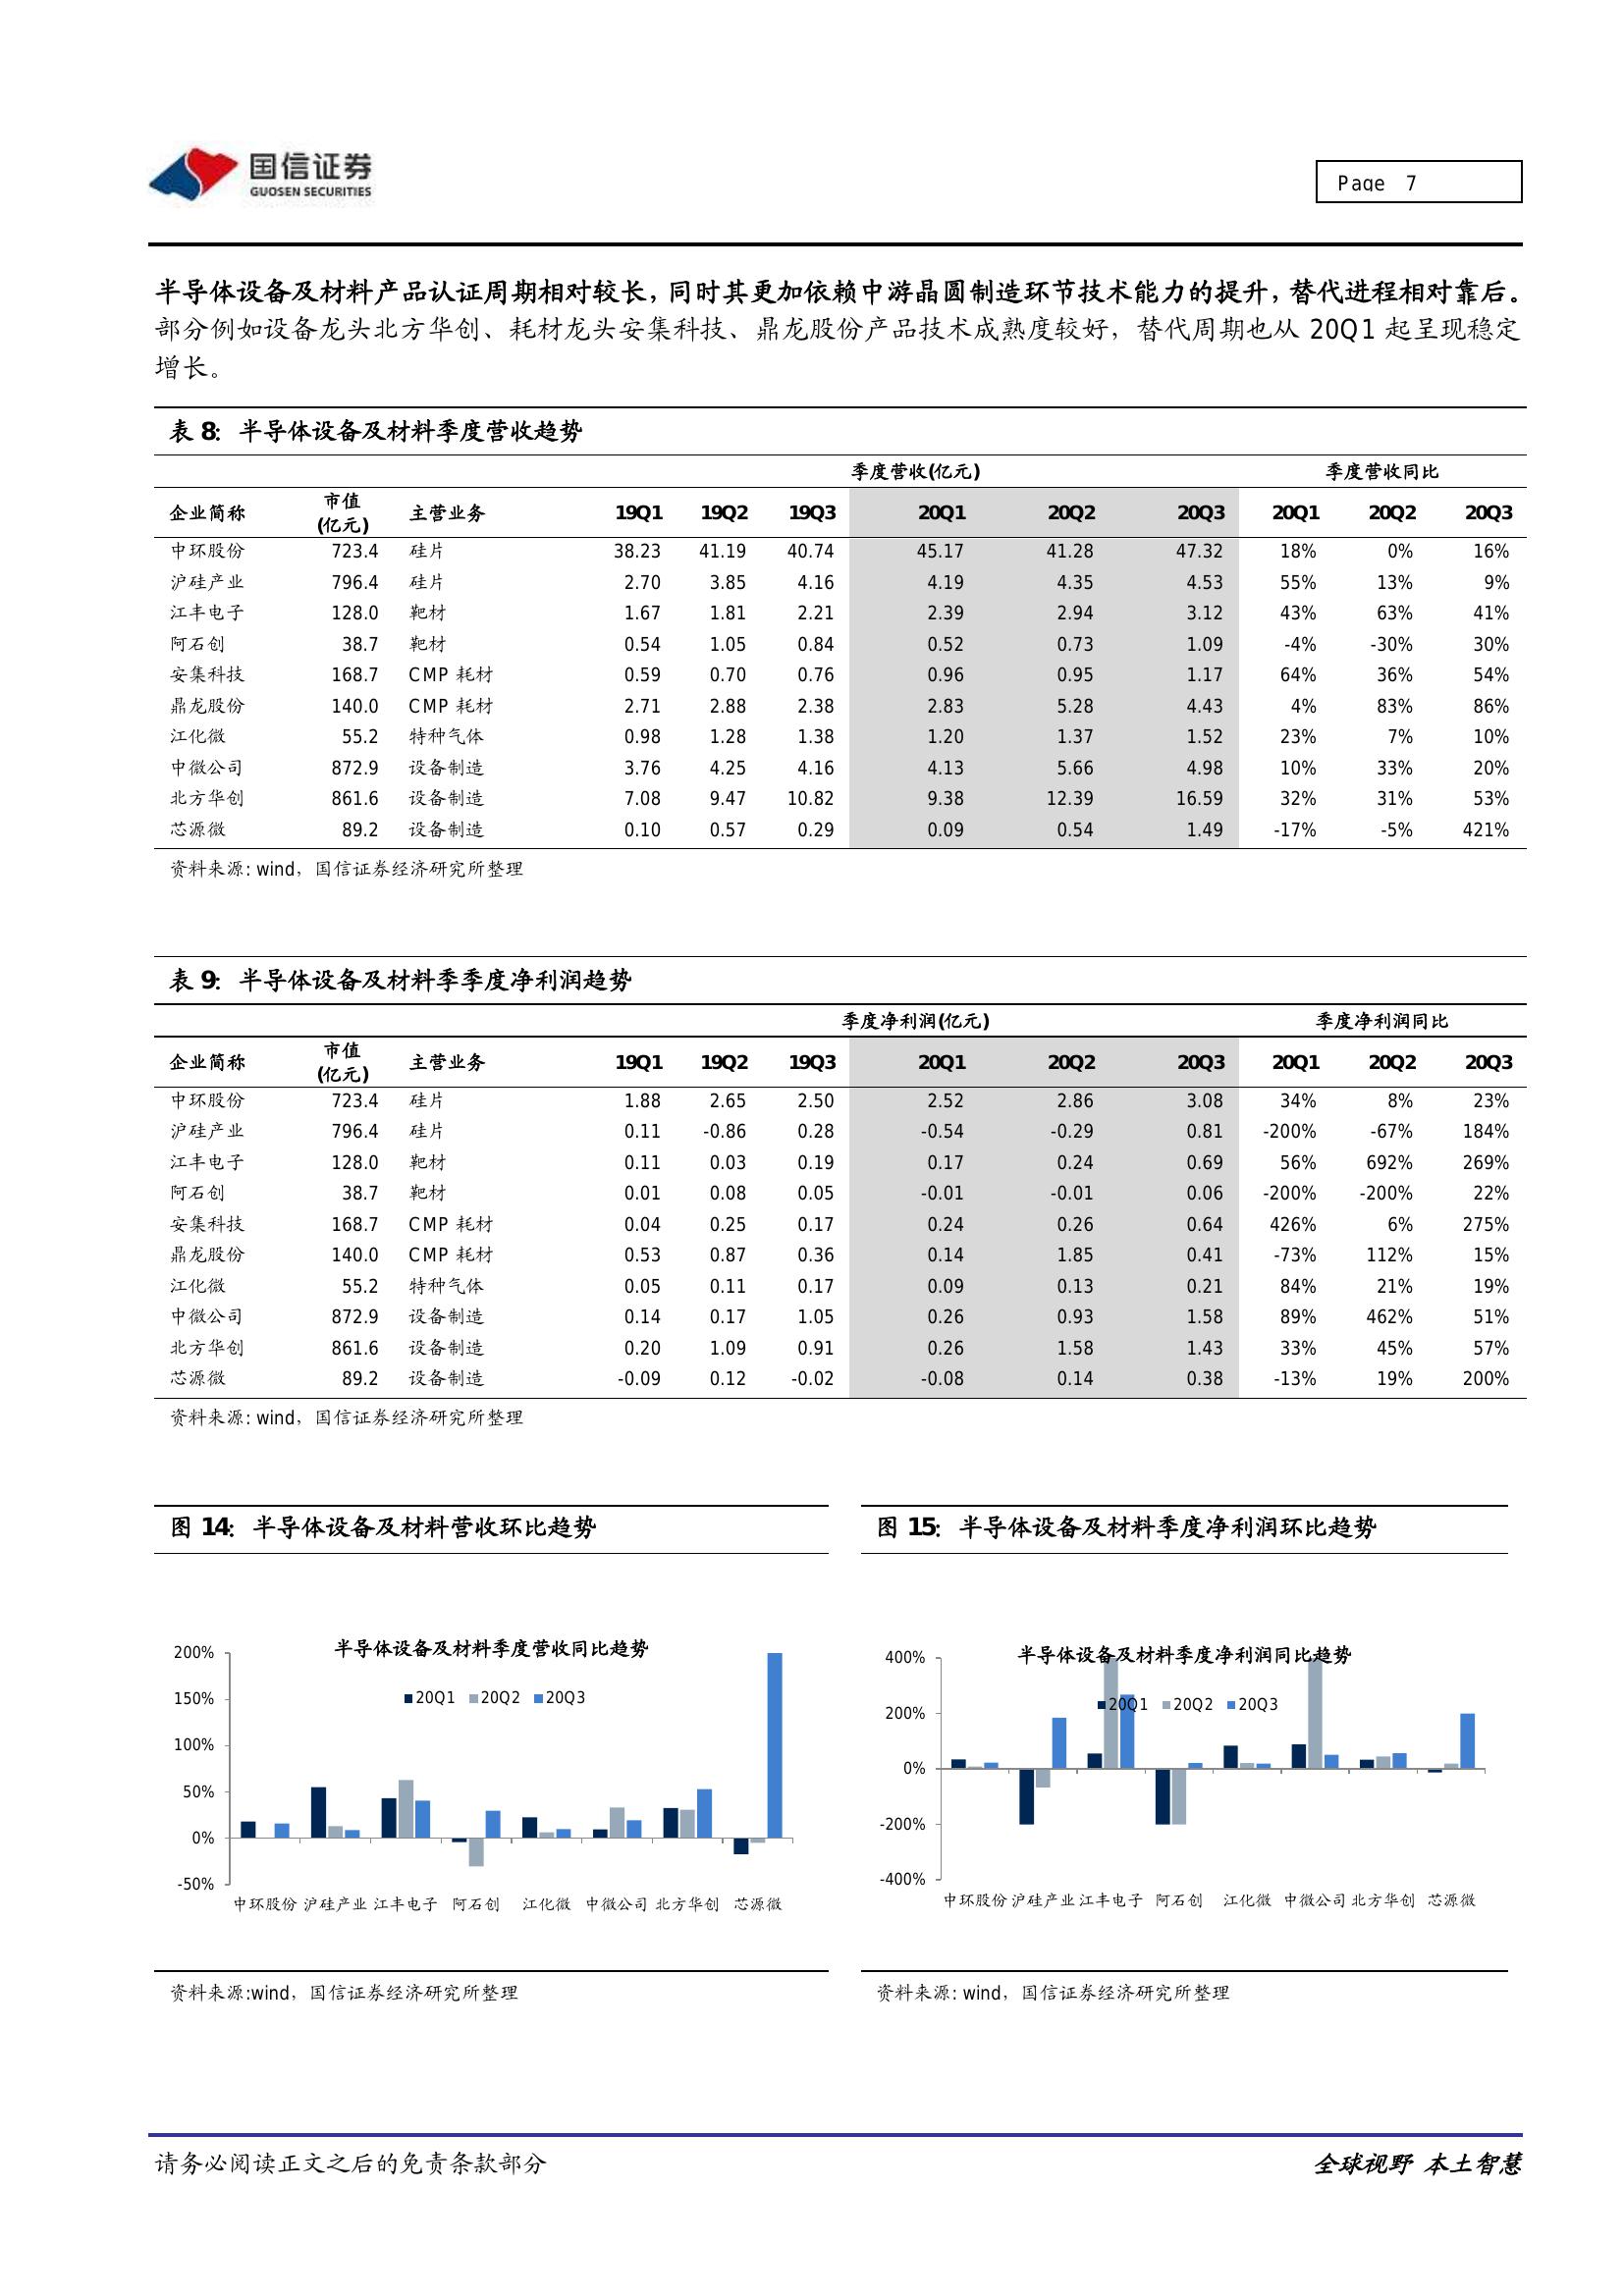 国信证券
GUOSEN SECURITIES
Page 7
半导体设备及材料产品认证周期相对较长,同时其更加依赖中游晶圆制造环节技术能力的提升,替代进程相对靠后。
部分例如设备龙头北方华创、耗材龙头安集科技、鼎龙股份产品技术成熟度较好,替代周期也从 20Q1 起呈现稳定
增长。
表 8: 半导体设备及材料季度营收趋势
季度营收(亿元) 季度营收同比
企业简称 市值(亿元) 主营业务 19Q1 19Q2 19Q3 20Q1 20Q2 20Q3 20Q1 20Q2 20Q3
中环股份 723.4 硅片 38.23 41.19 40.74 45.17 41.28 47.32 18% 0% 16%
沪硅产业 796.4 硅片 2.70 3.85 4.16 4.19 4.35 4.53 55% 13% 9%
江丰电子 128.0 靶材 1.67 1.81 2.21 2.39 2.94 3.12 43% 63% 41%
阿石创 38.7 靶材 0.54 1.05 0.84 0.52 0.73 1.09 -4% -30% 30%
安集科技 168.7 CMP 耗材 0.59 0.70 0.76 0.96 0.95 1.17 64% 36% 54%
鼎龙股份 140.0 CMP 耗材 2.71 2.88 2.38 2.83 5.28 4.43 4% 83% 86%
江化微 55.2 特种气体 0.98 1.28 1.38 1.20 1.37 1.52 23% 7% 10%
中微公司 872.9 设备制造 3.76 4.25 4.16 4.13 5.66 4.98 10% 33% 20%
北方华创 861.6 设备制造 7.08 9.47 10.82 9.38 12.39 16.59 32% 31% 53%
芯源微 89.2 设备制造 0.10 0.57 0.29 0.09 0.54 1.49 -17% -5% 421%
资料来源: wind,国信证券经济研究所整理
表 9: 半导体设备及材料季季度净利润趋势
季度净利润(亿元) 季度净利润同比
企业简称 市值(亿元) 主营业务 19Q1 19Q2 19Q3 20Q1 20Q2 20Q3 20Q1 20Q2 20Q3
中环股份 723.4 硅片 1.88 2.65 2.50 2.52 2.86 3.08 34% 8% 23%
沪硅产业 796.4 硅片 0.11 -0.86 0.28 -0.54 -0.29 0.81 -200% -67% 184%
江丰电子 128.0 靶材 0.11 0.03 0.19 0.17 0.24 0.69 56% 692% 269%
阿石创 38.7 靶材 0.01 0.08 0.05 -0.01 -0.01 0.06 -200% -200% 22%
安集科技 168.7 CMP 耗材 0.04 0.25 0.17 0.24 0.26 0.64 426% 6% 275%
鼎龙股份 140.0 CMP 耗材 0.53 0.87 0.36 0.14 1.85 0.41 -73% 112% 15%
江化微 55.2 特种气体 0.05 0.11 0.17 0.09 0.13 0.21 84% 21% 19%
中微公司 872.9 设备制造 0.14 0.17 1.05 0.26 0.93 1.58 89% 462% 51%
北方华创 861.6 设备制造 0.20 1.09 0.91 0.26 1.58 1.43 33% 45% 57%
芯源微 89.2 设备制造 -0.09 0.12 -0.02 -0.08 0.14 0.38 -13% 19% 200%
资料来源: wind,国信证券经济研究所整理
图 14: 半导体设备及材料营收环比趋势
半导体设备及材料季度营收同比趋势
20Q1 20Q2 20Q3
200%
150%
100%
50%
0%
-50%
中环股份 沪硅产业 江丰电子 阿石创 江化微 中微公司 北方华创 芯源微
资料来源:wind,国信证券经济研究所整理
图 15: 半导体设备及材料季度净利润环比趋势
半导体设备及材料季度净利润同比趋势
20Q1 20Q2 20Q3
400%
200%
0%
-200%
-400%
中环股份 沪硅产业 江丰电子 阿石创 江化微 中微公司 北方华创 芯源微
资料来源: wind,国信证券经济研究所整理
请务必阅读正文之后的免责条款部分
全球视野 本土智慧